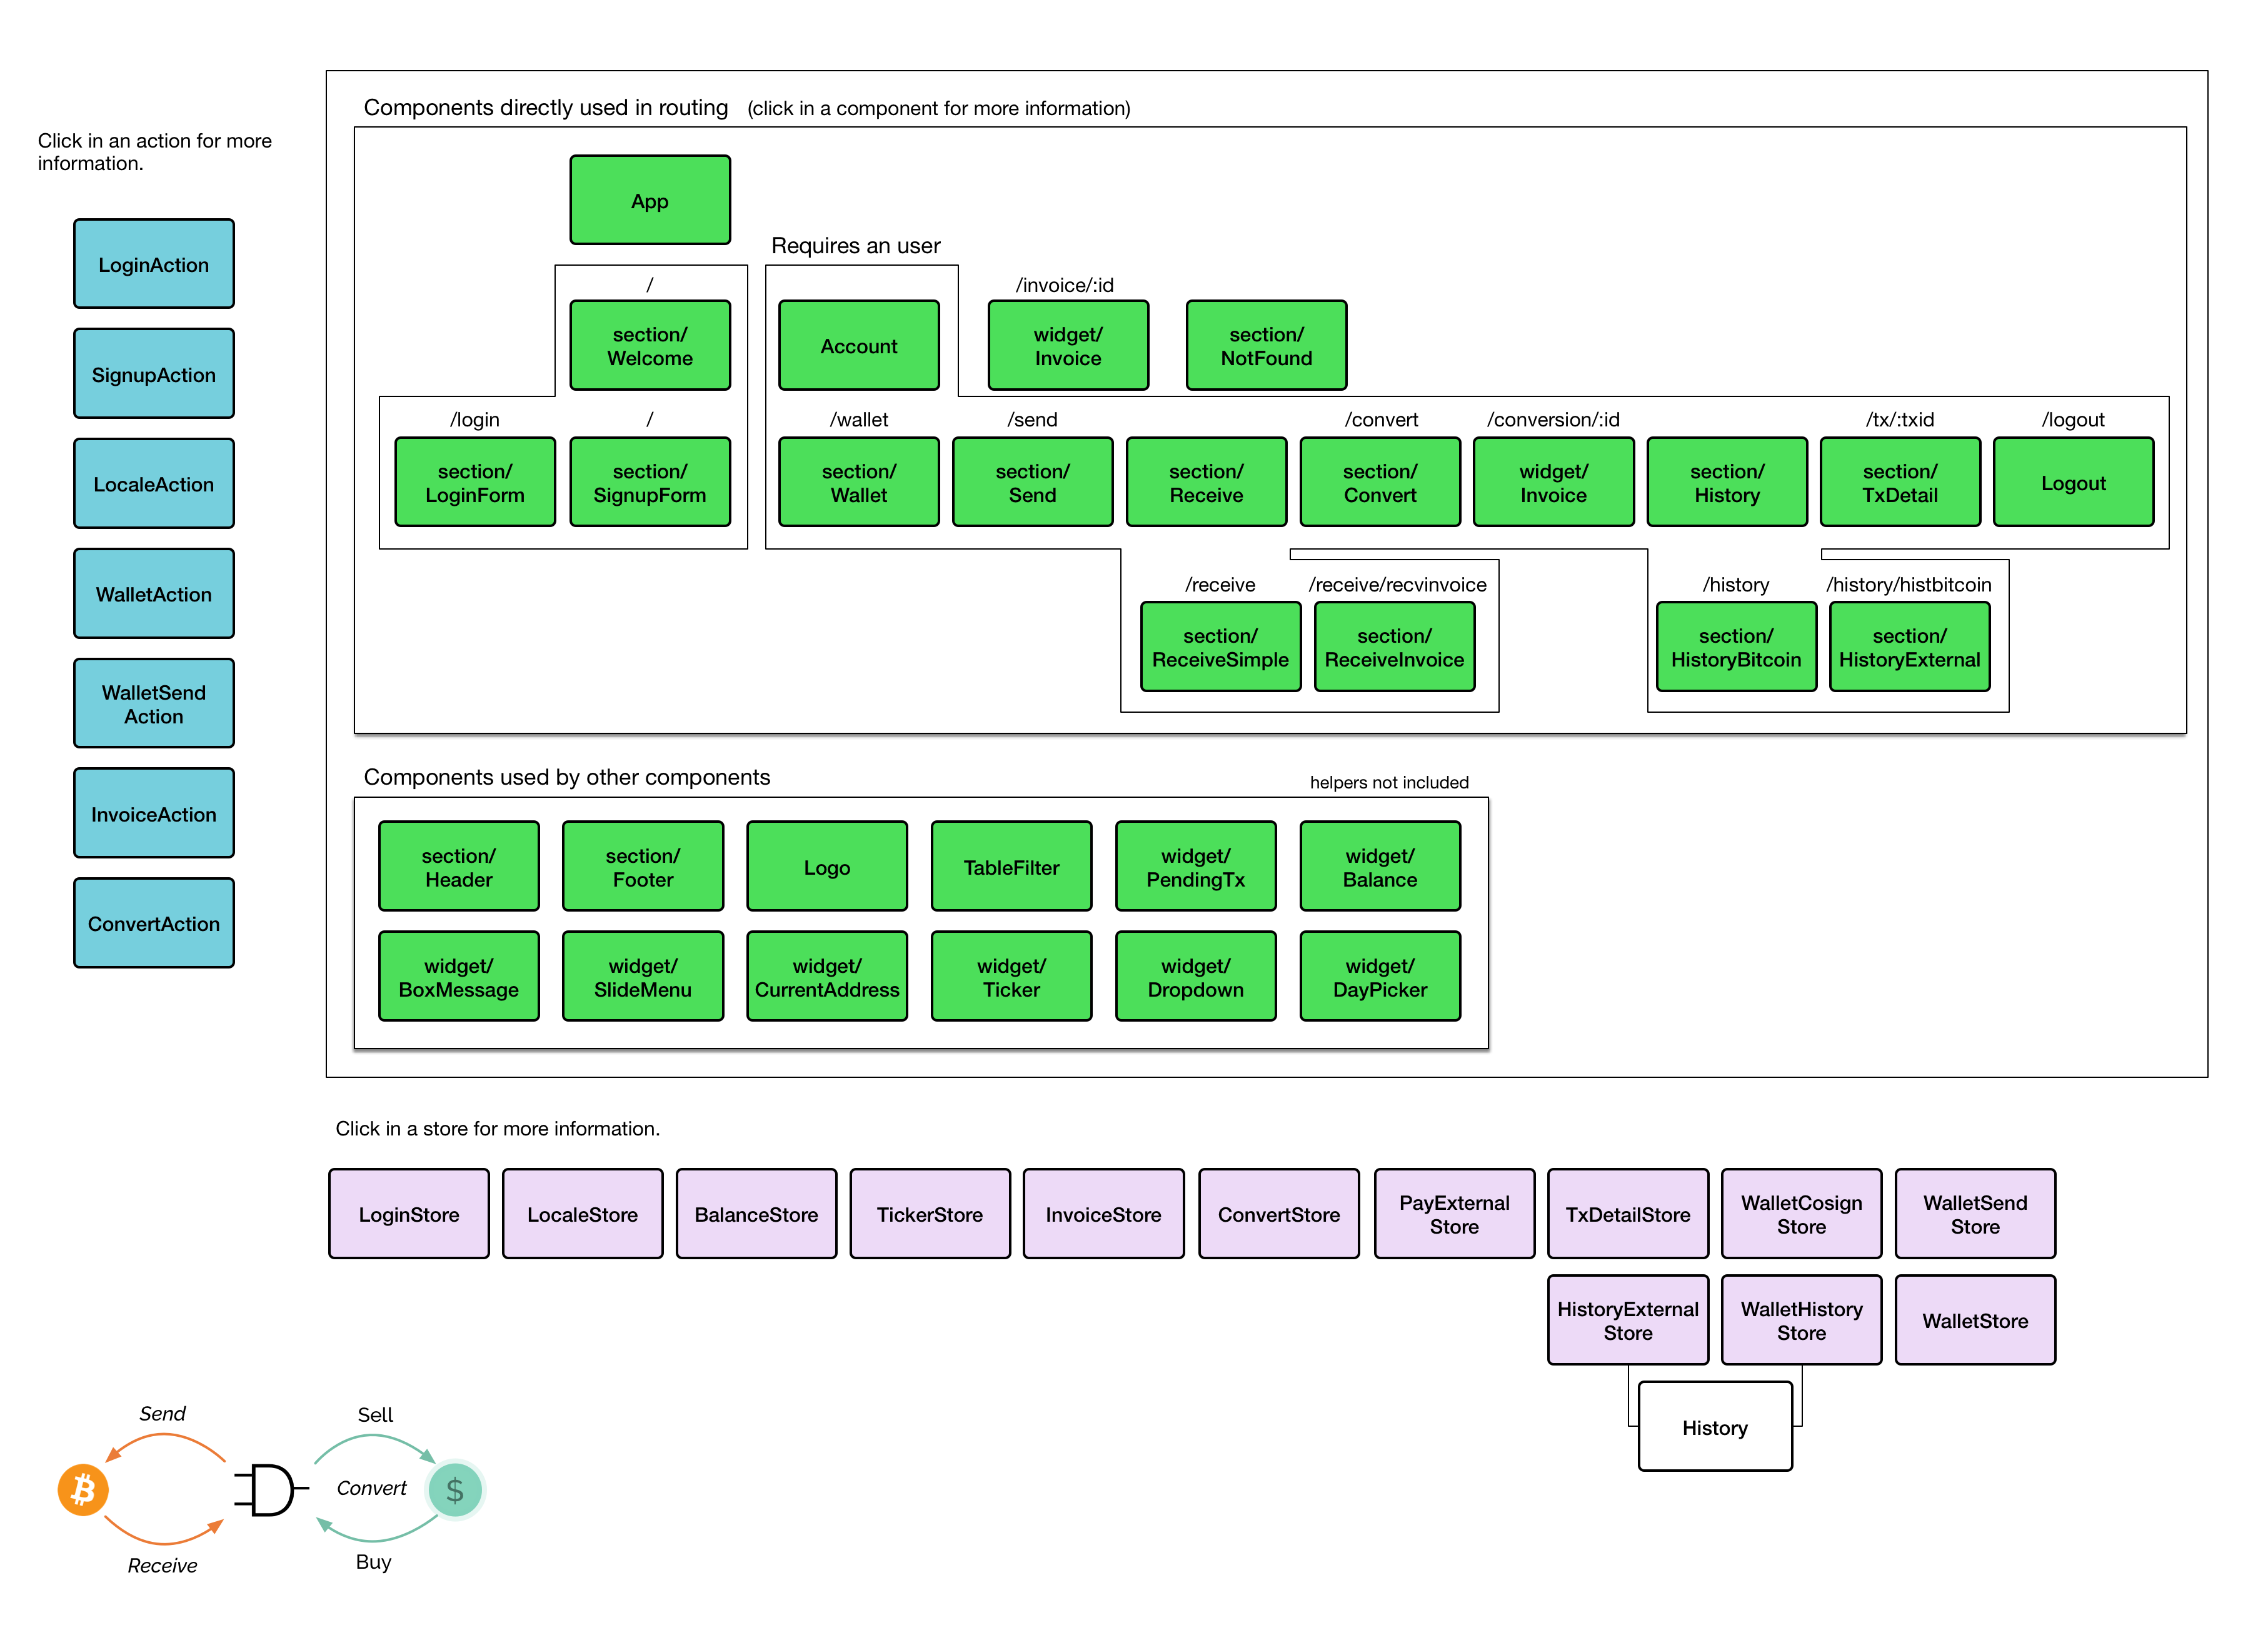 Click in an action for more
information.
LoginAction
SignupAction
LocaleAction
WalletAction
WalletSend
Action
InvoiceAction
ConvertAction
Components directly used in routing (click in a component for more information)
App
Requires an user
/
section/
Welcome
Account
/invoice/:id
widget/
Invoice
section/
NotFound
/login
section/
LoginForm
/
section/
SignupForm
/wallet
section/
Wallet
/send
section/
Send
section/
Receive
/convert
section/
Convert
/conversion/:id
widget/
Invoice
section/
History
/tx/:txid
section/
TxDetail
/logout
Logout
/receive
section/
ReceiveSimple
/receive/recvinvoice
section/
ReceiveInvoice
/history
section/
HistoryBitcoin
/history/histbitcoin
section/
HistoryExternal
Components used by other components
helpers not included
section/
Header
section/
Footer
Logo
TableFilter
widget/
PendingTx
widget/
Balance
widget/
BoxMessage
widget/
SlideMenu
widget/
CurrentAddress
widget/
Ticker
widget/
Dropdown
widget/
DayPicker
Click in a store for more information.
LoginStore
LocaleStore
BalanceStore
TickerStore
InvoiceStore
ConvertStore
PayExternal
Store
TxDetailStore
WalletCosign
Store
WalletSend
Store
HistoryExternal
Store
WalletHistory
Store
WalletStore
History
Send
Receive
Sell
Convert
$
Buy